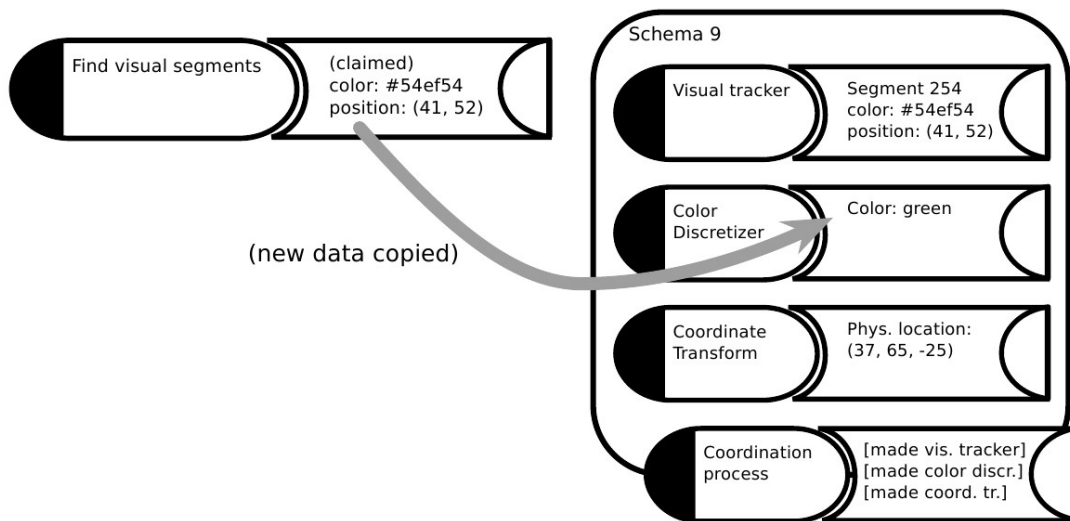 Find visual segments
(claimed)
color: #54ef54
position: (41, 52)
(new data copied)
Schema 9
Visual tracker
Segment 254
color: #54ef54
position: (41, 52)
Color
Discretizer
Color: green
Coordinate
Transform
Phys. location:
(37, 65, -25)
Coordination
process
[made vis. tracker]
[made color discr.]
[made coord. tr.]